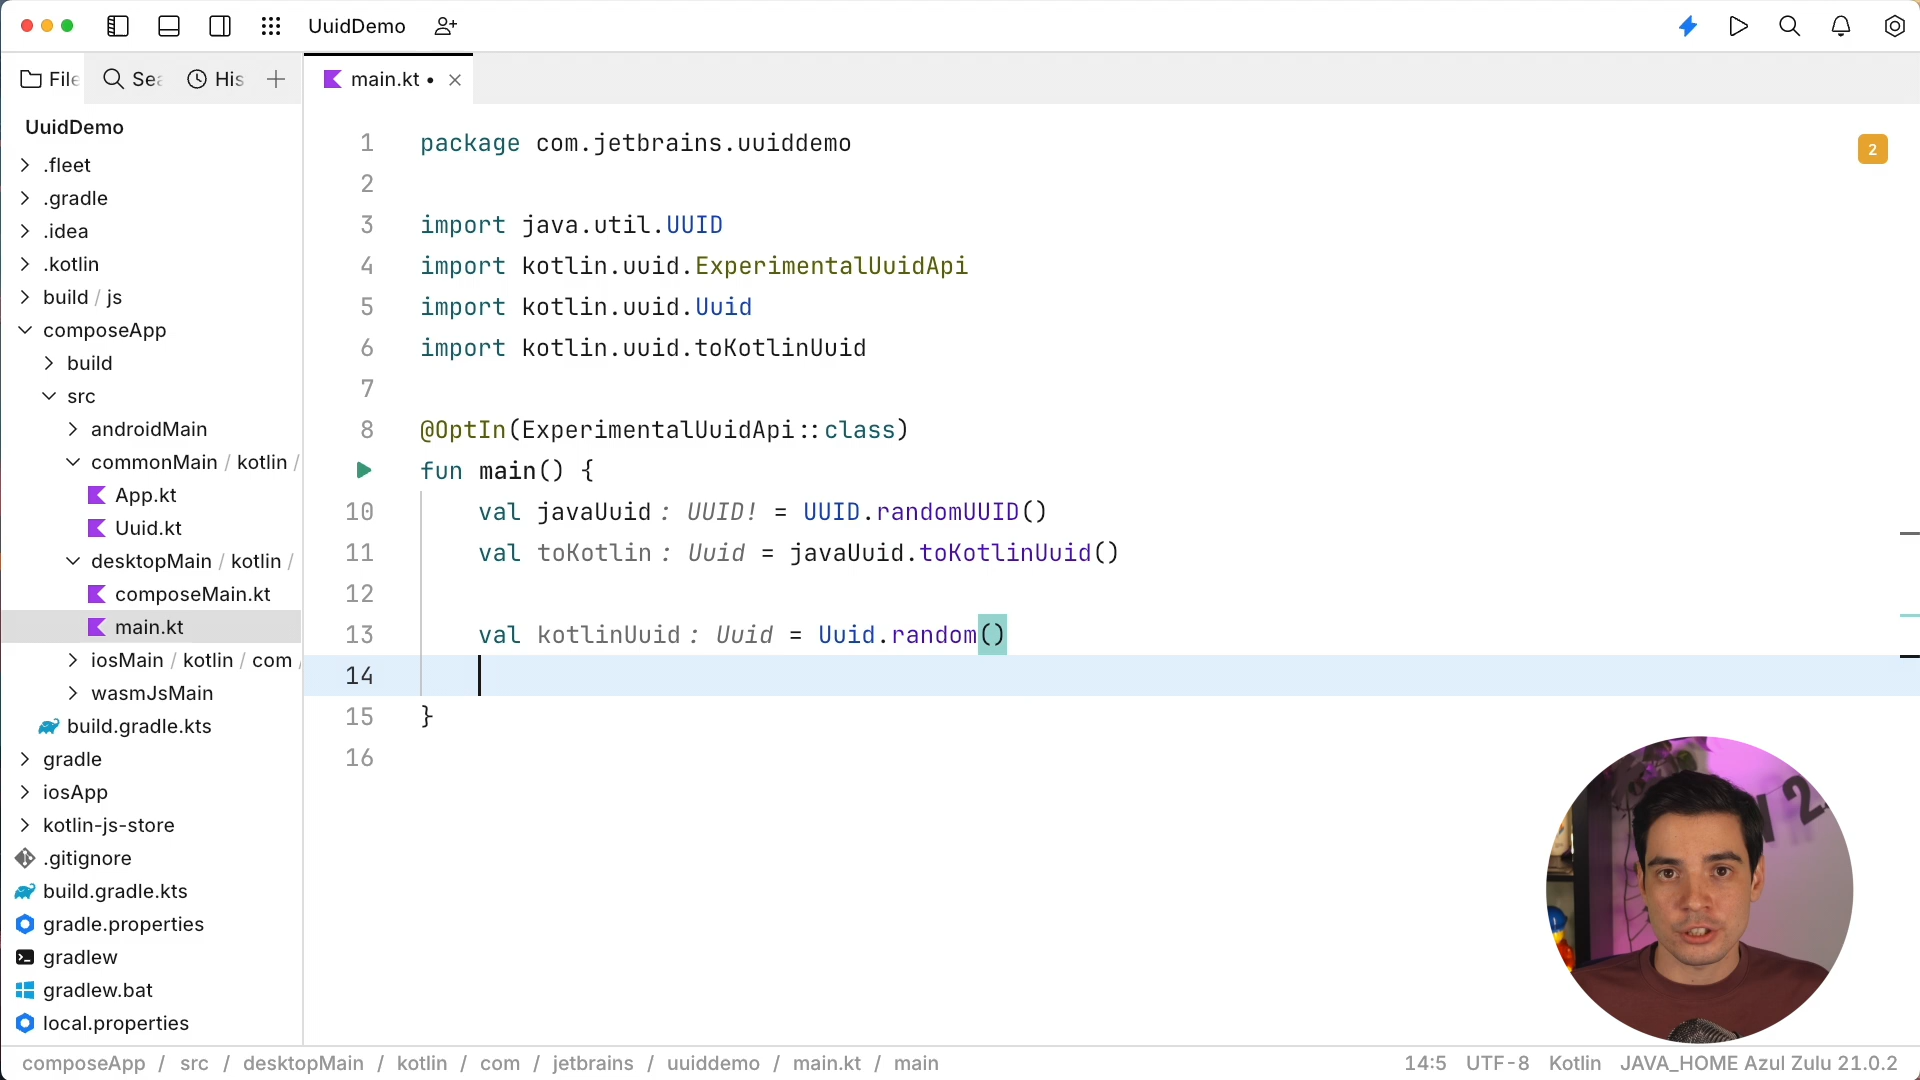 UuidDemo
File
Sea
His
main.kt •
UuidDemo
.fleet
.gradle
.idea
.kotlin
build / js
composeApp
build
src
androidMain
commonMain / kotlin /
App.kt
Uuid.kt
desktopMain / kotlin /
composeMain.kt
main.kt
iosMain / kotlin / com /
wasmJsMain
build.gradle.kts
gradle
iosApp
kotlin-js-store
.gitignore
build.gradle.kts
gradle.properties
gradlew
gradlew.bat
local.properties
1 package com.jetbrains.uuiddemo
2
3 import java.util.UUID
4 import kotlin.uuid.ExperimentalUuidApi
5 import kotlin.uuid.Uuid
6 import kotlin.uuid.toKotlinUuid
7
8 @OptIn(ExperimentalUuidApi::class)
fun main() {
10 val javaUuid: UUID! = UUID.randomUUID()
11 val toKotlin: Uuid = javaUuid.toKotlinUuid()
12
13 val kotlinUuid: Uuid = Uuid.random()
14
15 }
16
2
composeApp / src / desktopMain / kotlin / com / jetbrains / uuiddemo / main.kt / main
14:5 UTF-8 Kotlin JAVA_HOME Azul Zulu 21.0.2